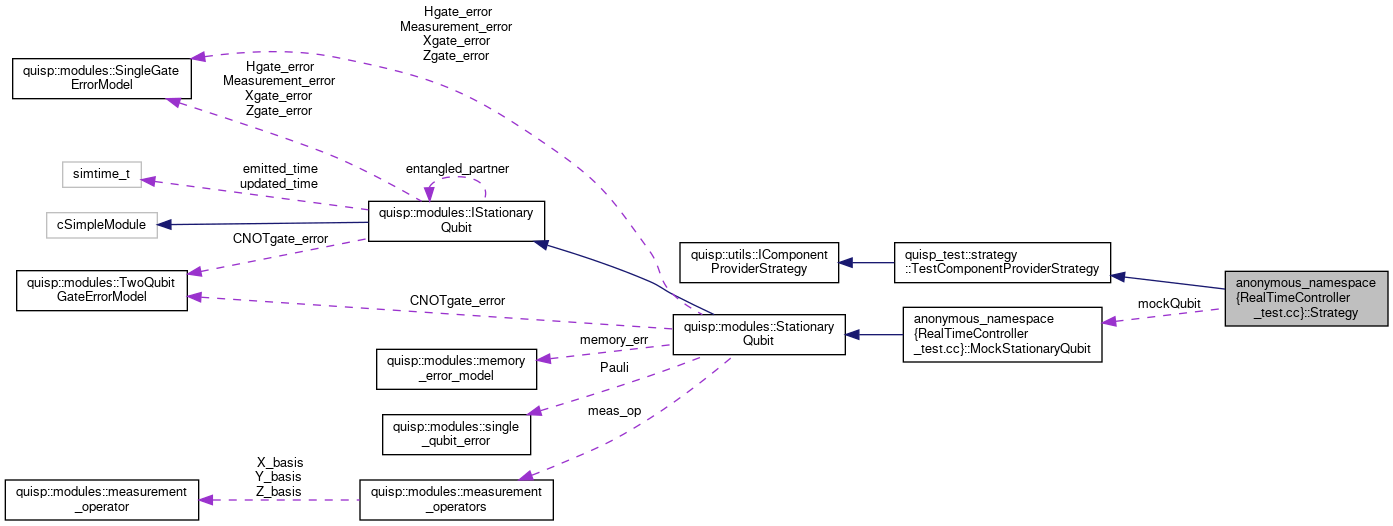 Hgate_error
Measurement_error
Xgate_error
Zgate_error
quisp::modules::SingleGate
ErrorModel
Hgate_error
Measurement_error
Xgate_error
Zgate_error
simtime_t
emitted_time
updated_time
entangled_partner
cSimpleModule
quisp::modules::IStationary
Qubit
CNOTgate_error
quisp::modules::TwoQubit
GateErrorModel
quisp::utils::IComponent
ProviderStrategy
quisp_test::strategy
::TestComponentProviderStrategy
anonymous_namespace
{RealTimeController
_test.cc}::Strategy
mockQubit
CNOTgate_error
quisp::modules::Stationary
Qubit
anonymous_namespace
{RealTimeController
_test.cc}::MockStationaryQubit
memory_err
quisp::modules::memory
_error_model
Pauli
quisp::modules::single
_qubit_error
meas_op
X_basis
Y_basis
Z_basis
quisp::modules::measurement
_operator
quisp::modules::measurement
_operators